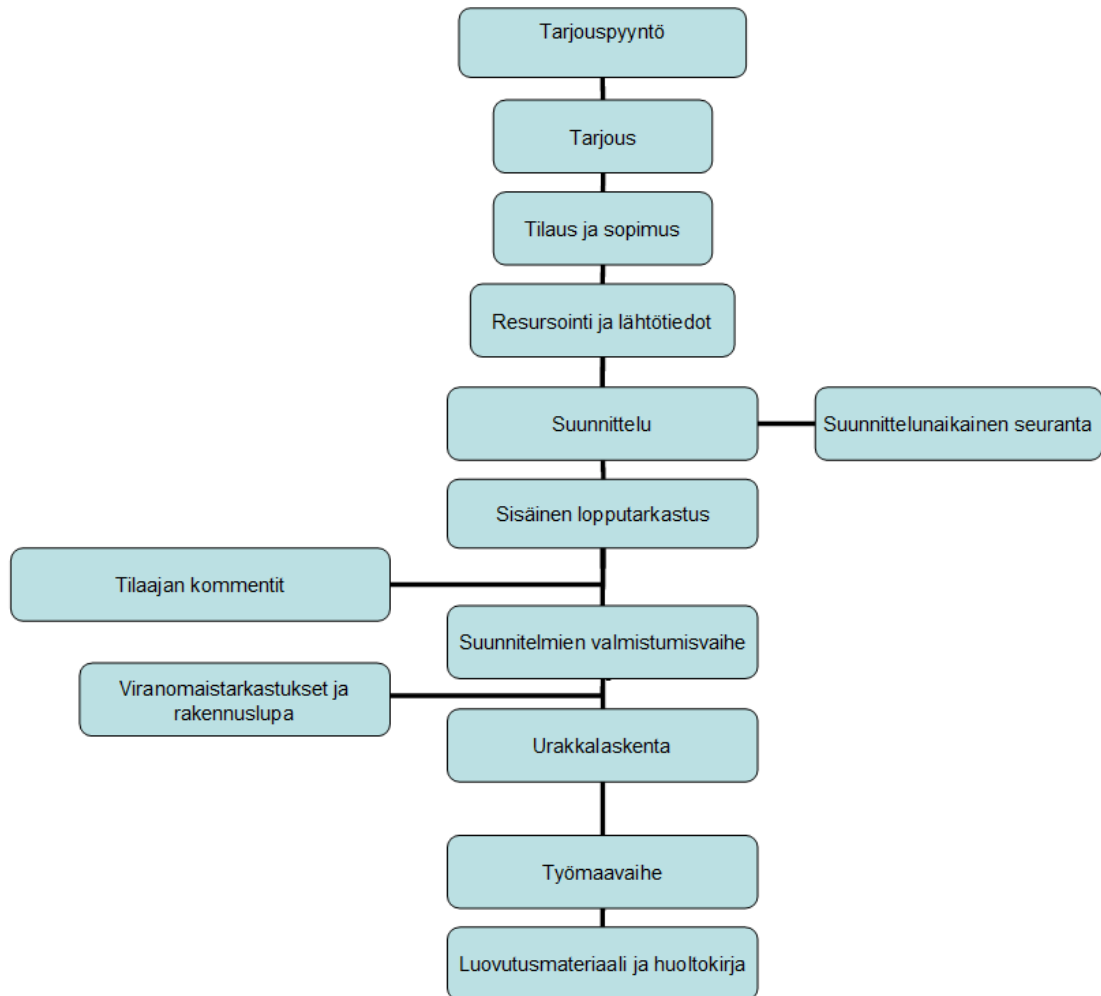 Tarjouspyyntö
Tarjous
Tilaus ja sopimus
Resursointi ja lähtötiedot
Suunnittelu
Suunnittelunaikainen seuranta
Sisäinen lopputarkastus
Tilaajan kommentit
Suunnitelmien valmistumisvaihe
Viranomaistarkastukset ja
rakennuslupa
Urakkalaskenta
Työmaavaihe
Luovutusmateriaali ja huoltokirja